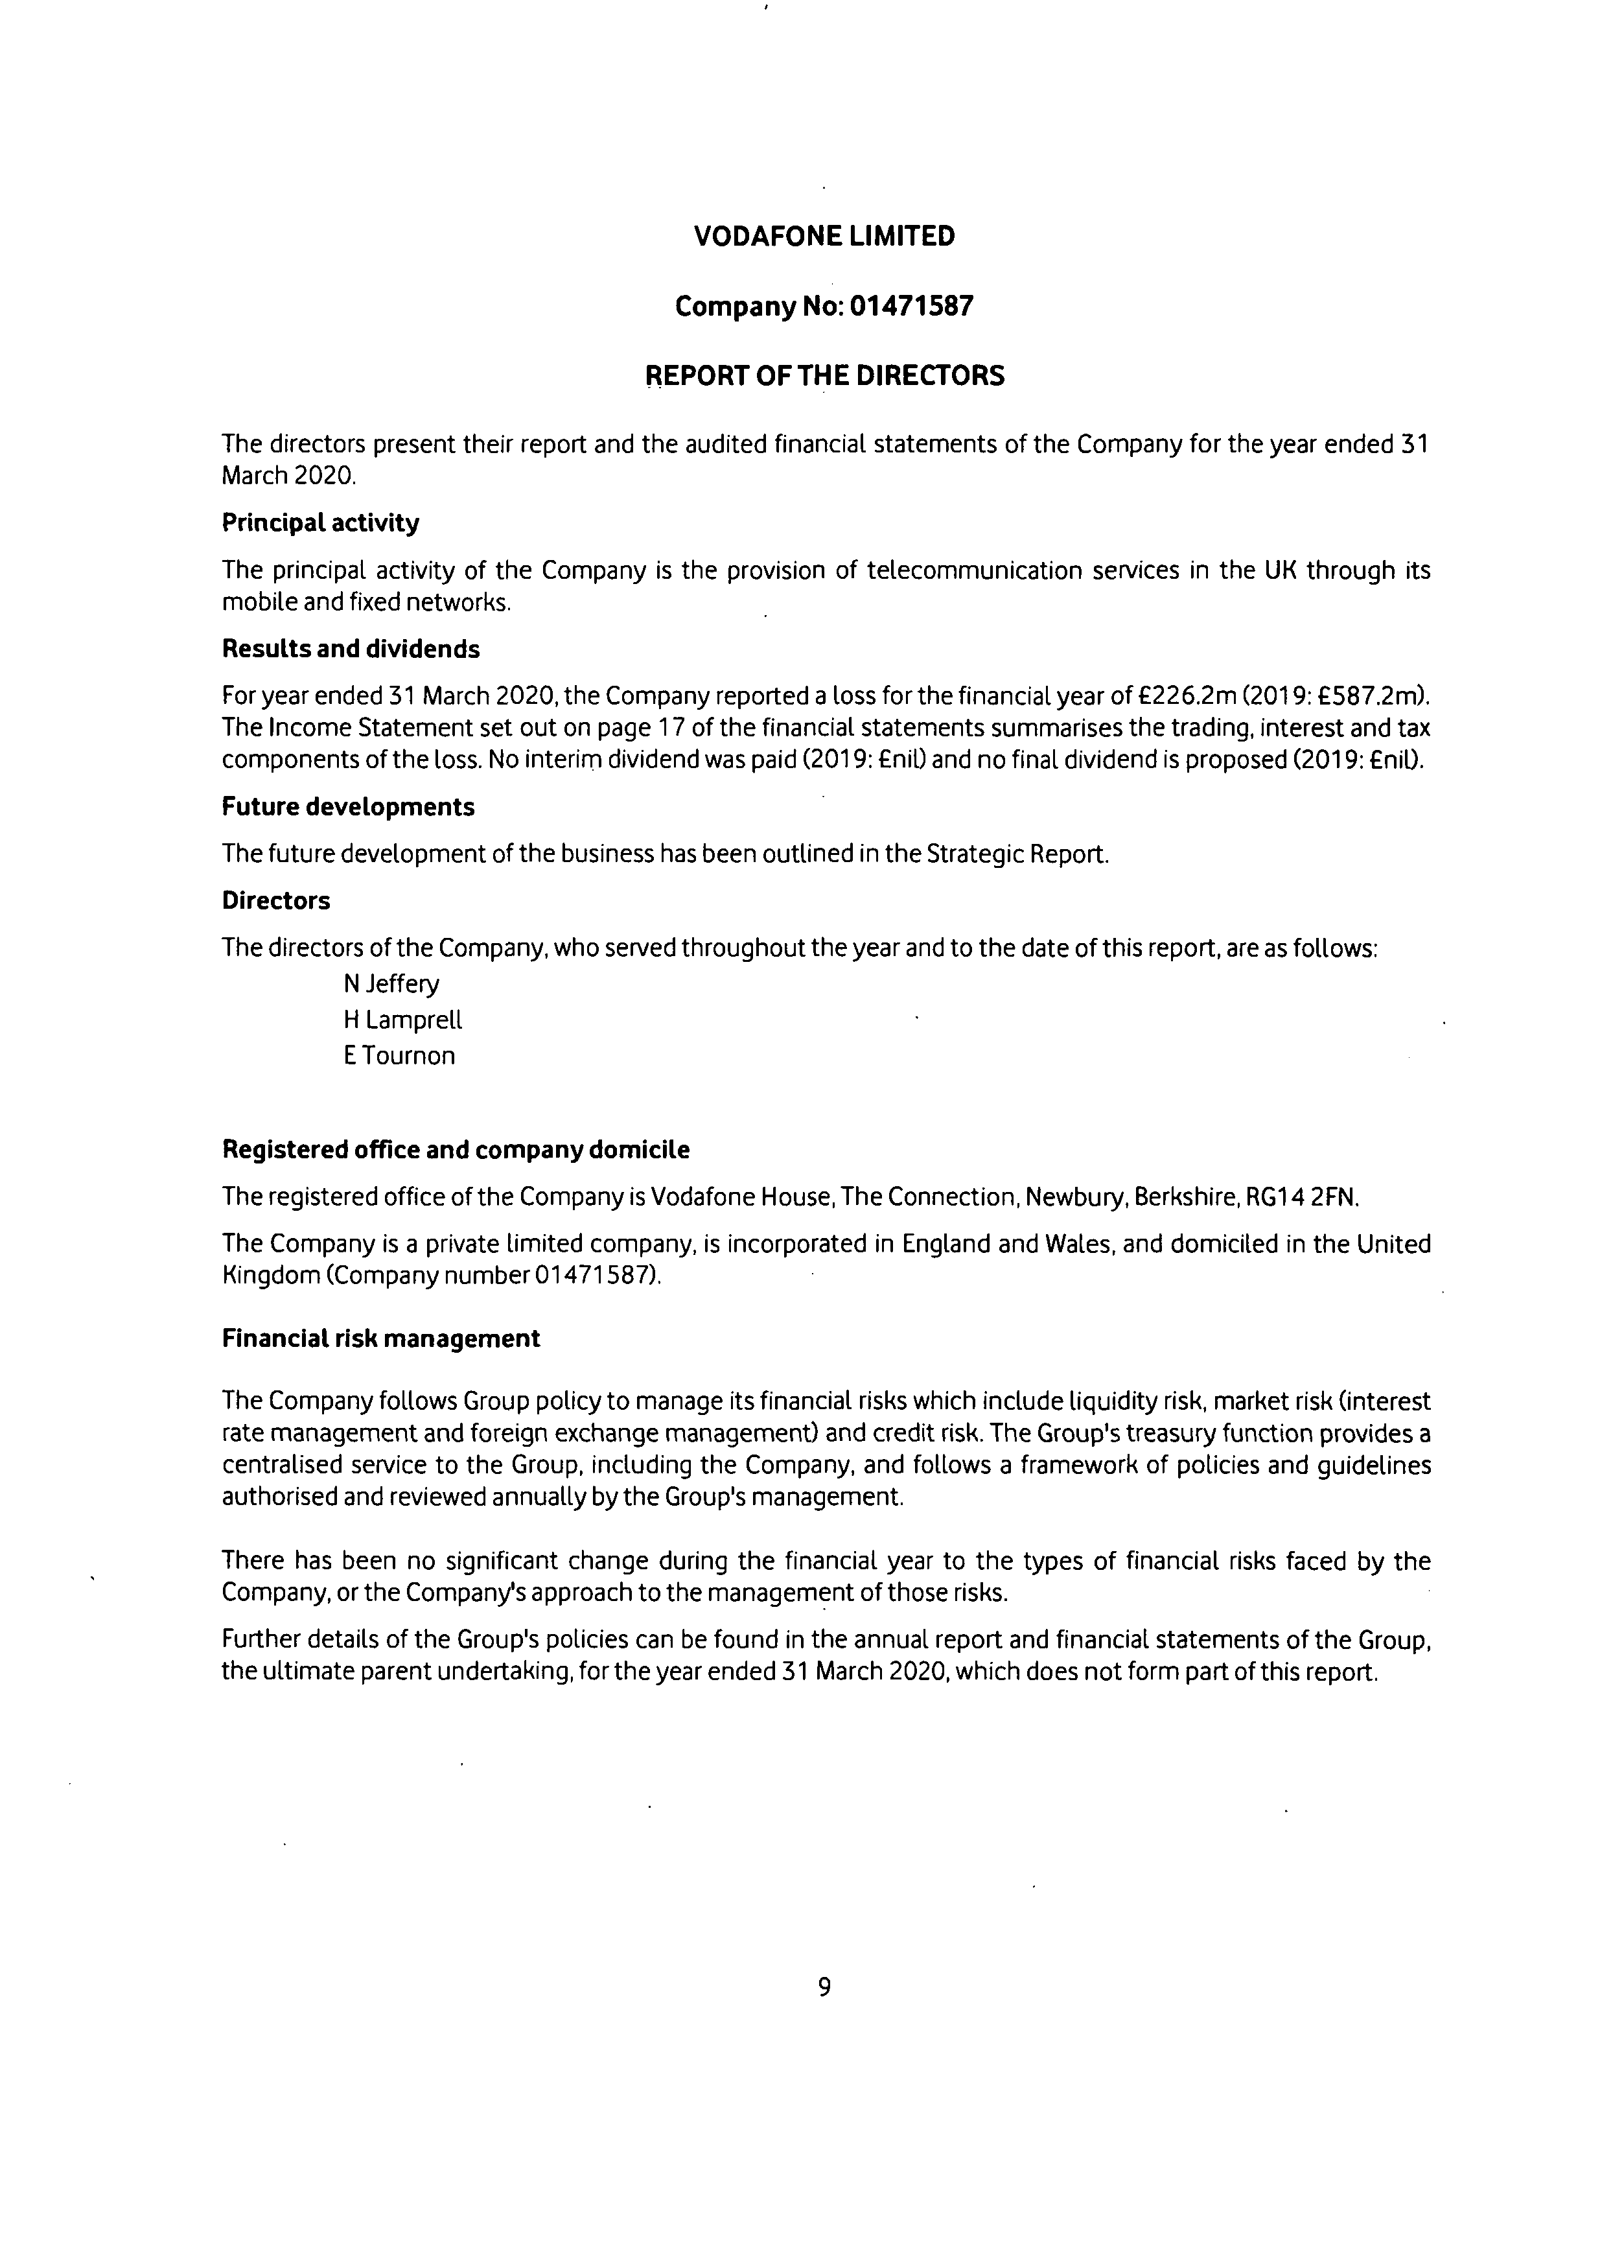 VODAFONE LIMITED
Company No: 01471587
REPORT OF THE DIRECTORS
The directors present their report and the audited financial statements of the Company for the year ended 31
March 2020.
Principal activity
The principal activity of the Company is the provision of telecommunication services in the UK through its
mobile and fixed networks.
Results and dividends
For year ended 31 March 2020, the Company reported a loss for the financial year of £226.2m (2019: £587.2m).
The Income Statement set out on page 17 of the financial statements summarises the trading, interest and tax
components of the loss. No interim dividend was paid (2019: £nil) and no final dividend is proposed (2019: £nil).
Future developments
The future development of the business has been outlined in the Strategic Report.
Directors
The directors of the Company, who served throughout the year and to the date of this report, are as follows:
N Jeffery
H Lamprell
E Tournon
Registered office and company domicile
The registered office of the Company is Vodafone House, The Connection, Newbury, Berkshire, RG14 2FN.
The Company is a private limited company, is incorporated in England and Wales, and domiciled in the United
Kingdom (Company number 01471587).
Financial risk management
The Company follows Group policy to manage its financial risks which include liquidity risk, market risk (interest
rate management and foreign exchange management) and credit risk. The Group's treasury function provides a
centralised service to the Group, including the Company, and follows a framework of policies and guidelines
authorised and reviewed annually by the Group's management.
There has been no significant change during the financial year to the types of financial risks faced by the
Company, or the Company's approach to the management of those risks.
Further details of the Group's policies can be found in the annual report and financial statements of the Group,
the ultimate parent undertaking, for the year ended 31 March 2020, which does not form part of this report.
9